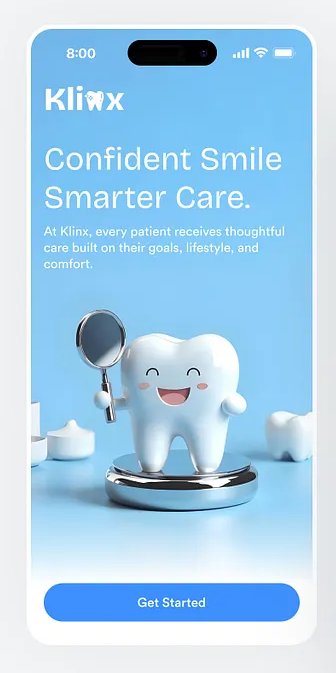 8:00
Klinx
Confident Smile
Smarter Care.
At Klinx, every patient receives thoughtful
care built on their goals, lifestyle, and
comfort.
Get Started